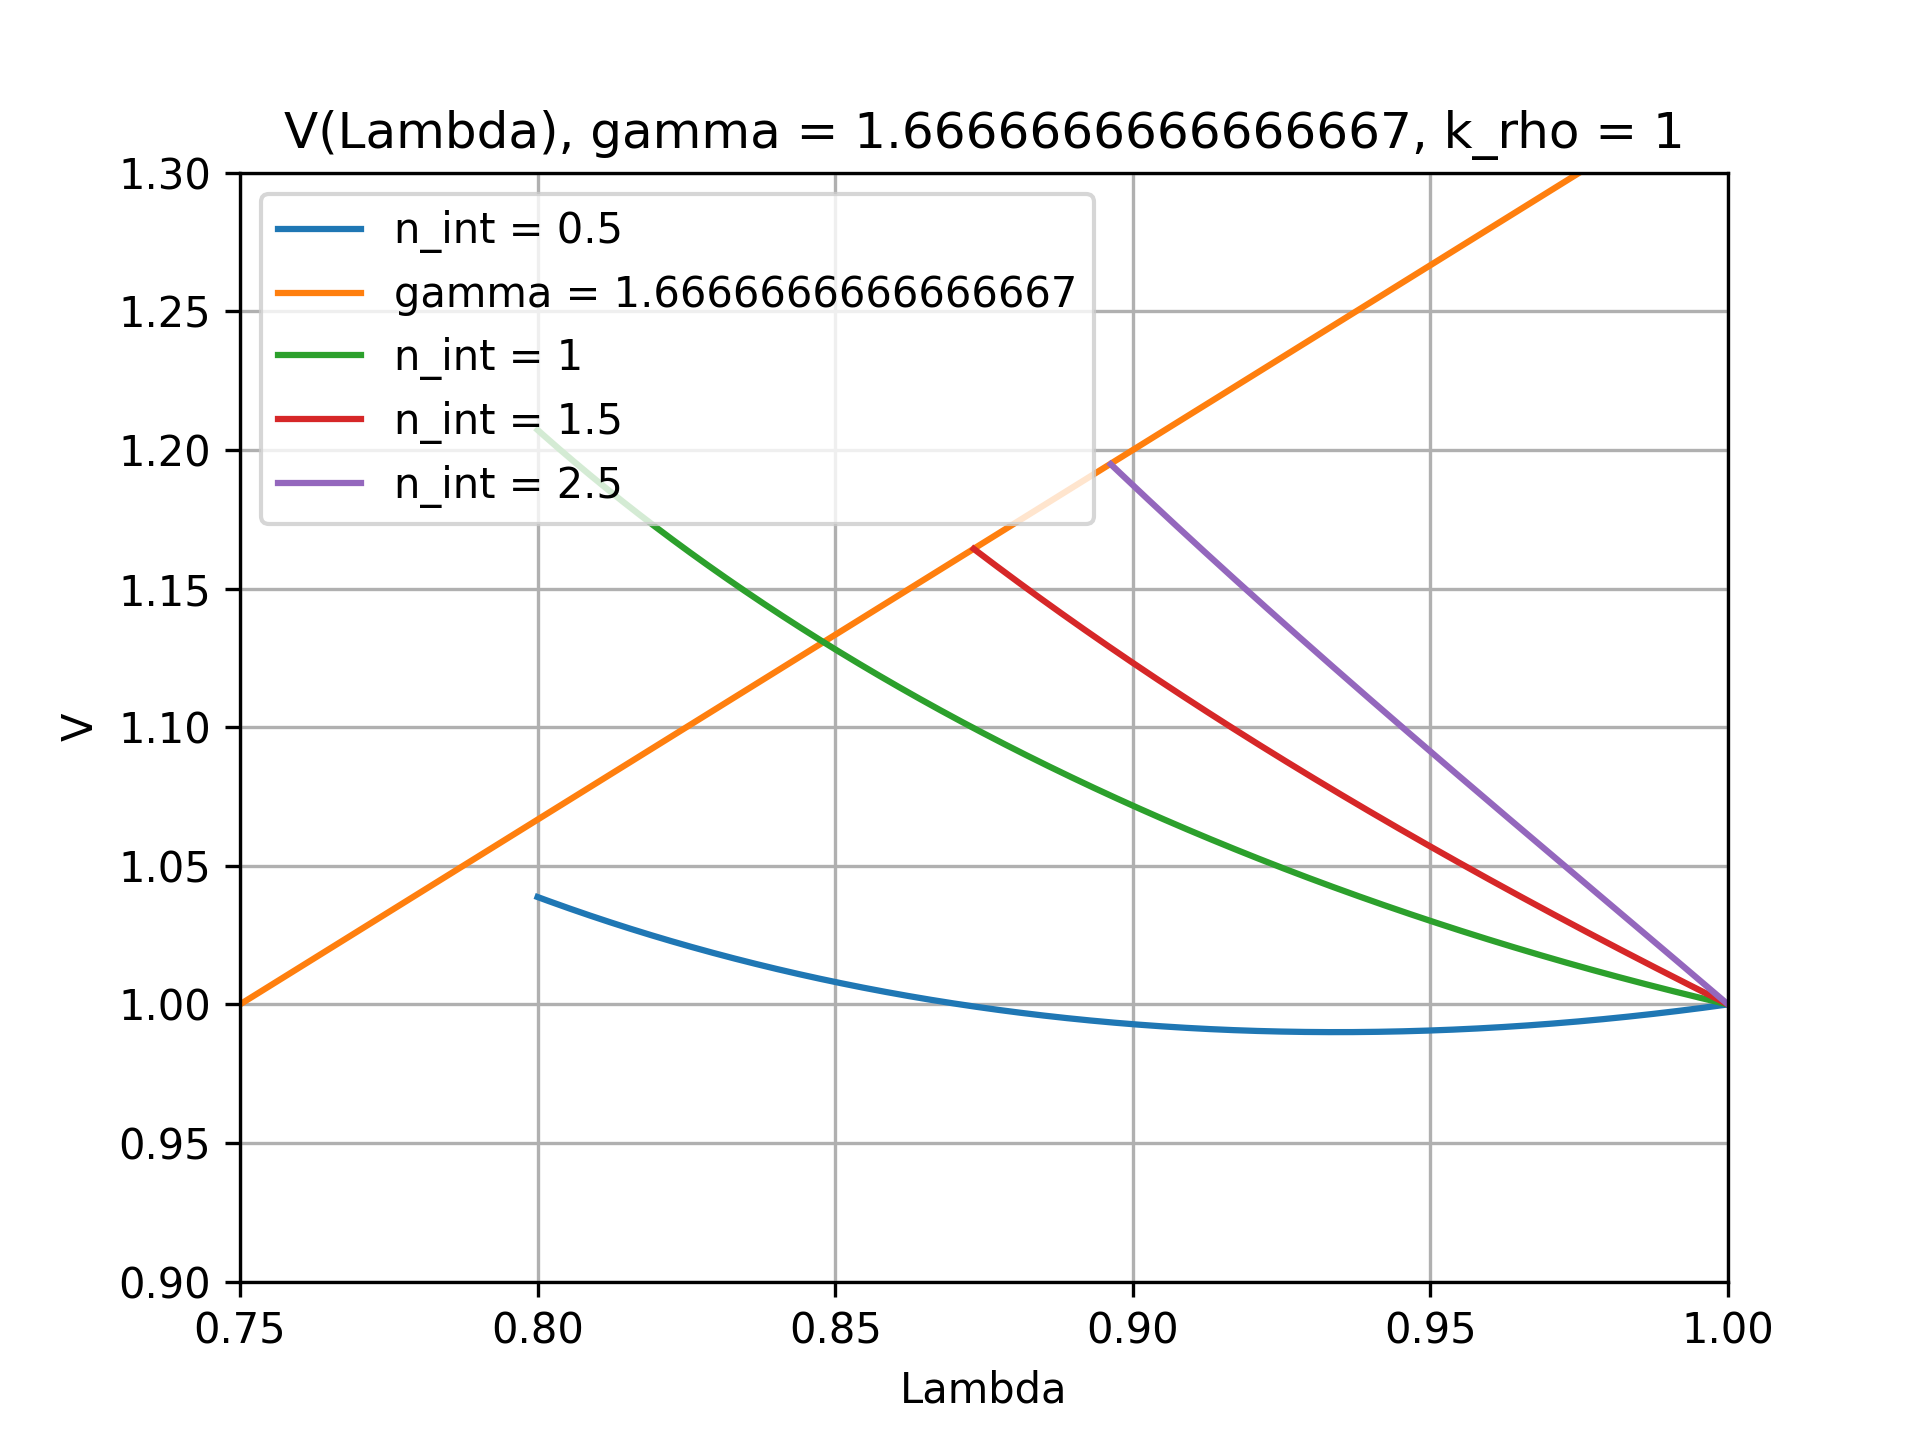 V(Lambda), gamma = 1.6666666666666667, k_rho = 1
1.30
1.25
1.20
1.15
1.10
1.05
1.00
0.95
0.90
V
n_int = 0.5
gamma = 1.6666666666666667
n_int = 1
n_int = 1.5
n_int = 2.5
0.75 0.80 0.85 0.90 0.95 1.00
Lambda